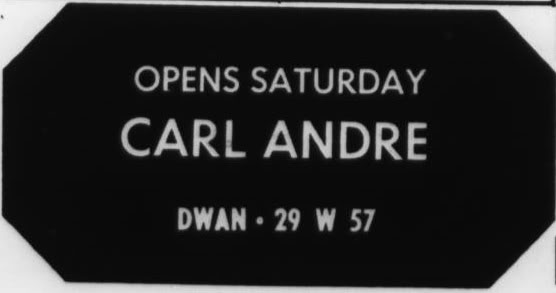 OPENS SATURDAY
CARL ANDRE
DWAN · 29 W 57